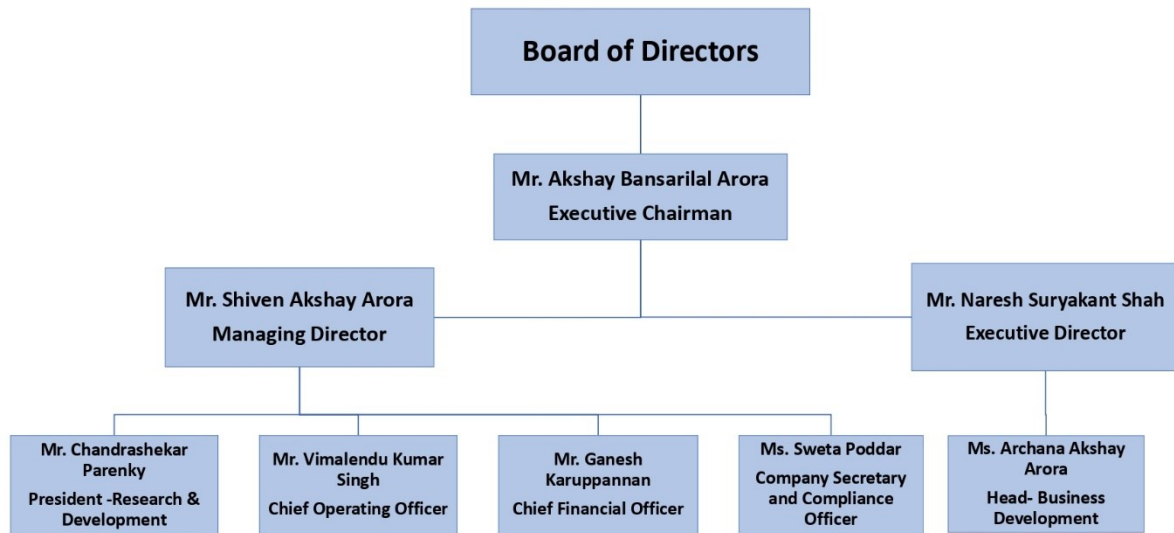 Board of Directors
Mr. Akshay Bansarilal Arora
Executive Chairman
Mr. Shiven Akshay Arora
Managing Director
Mr. Naresh Suryakant Shah
Executive Director
Mr. Chandrashekar
Parenky
President -Research &
Development
Mr. Vimalendu Kumar
Singh
Chief Operating Officer
Mr. Ganesh
Karuppannan
Chief Financial Officer
Ms. Sweta Poddar
Company Secretary
and Compliance
Officer
Ms. Archana Akshay
Arora
Head- Business
Development